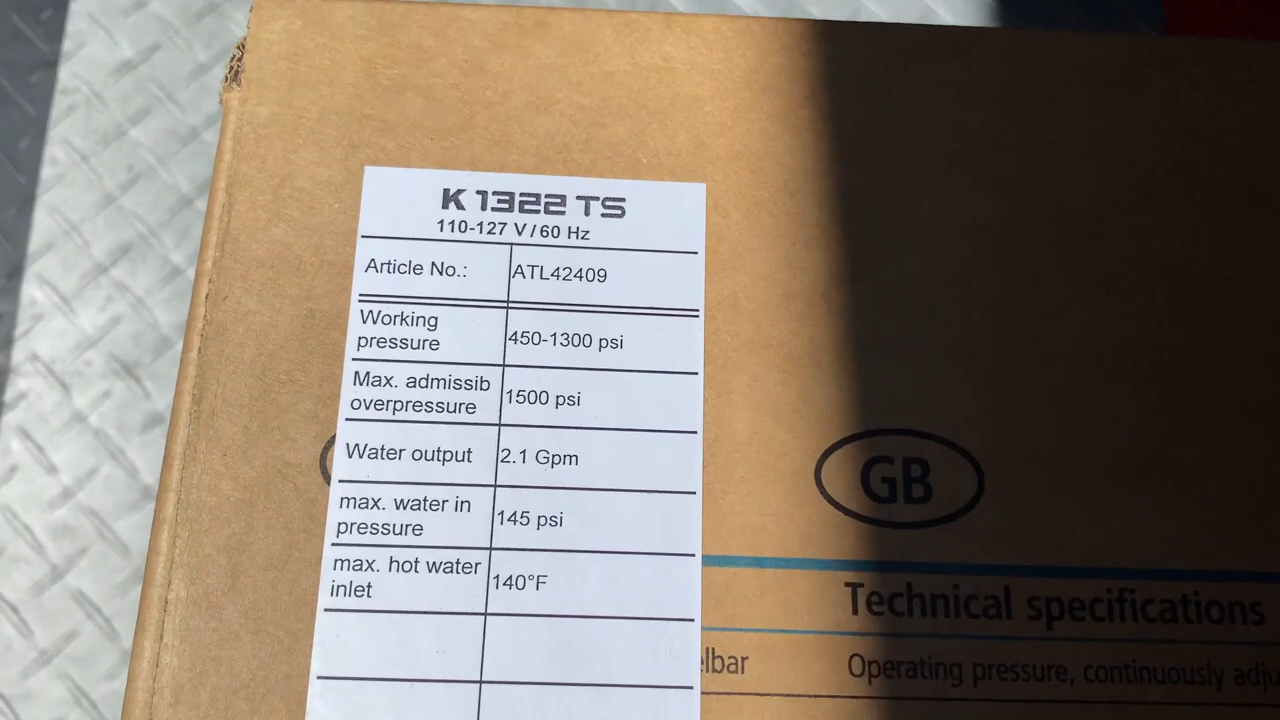 K 1322 TS
110-127 V / 60 Hz
Article No.: ATL42409
Working
pressure 450-1300 psi
Max. admissib
overpressure 1500 psi
Water output 2.1 Gpm
max. water in
pressure 145 psi
max. hot water
inlet 140°F
GB
Technical specifications
elbar Operating pressure, continuously adju